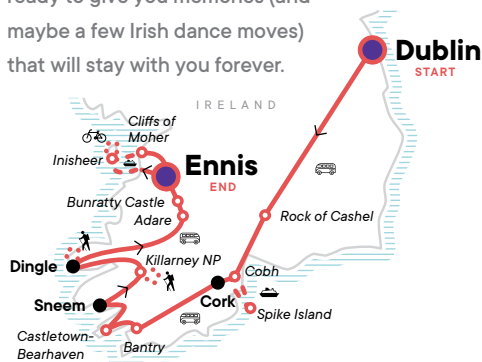 ready to give you memories (and
maybe a few Irish dance moves)
that will stay with you forever.
Dublin
START
IRELAND
Cliffs of
Moher
Inisheer
Ennis
END
Bunratty Castle
Adare
Rock of Cashel
Killarney NP
Dingle
Cobh
Cork
Sneem
Spike Island
Castletown-
Bearhaven
Bantry